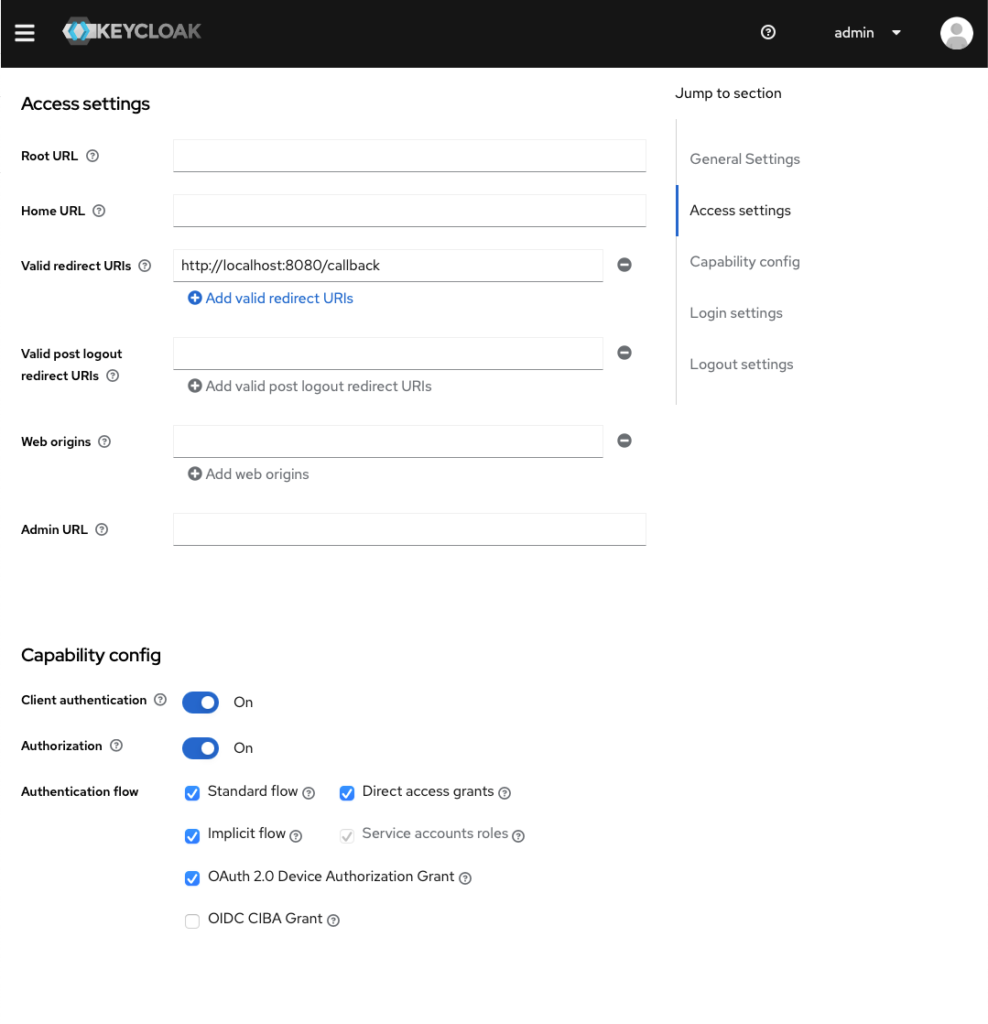 KEYCLOAK
admin
Access settings
Jump to section
Root URL
General Settings
Home URL
Access settings
Valid redirect URIs
http://localhost:8080/callback
Capability config
Add valid redirect URIs
Login settings
Valid post logout
redirect URIs
Logout settings
Add valid post logout redirect URIs
Web origins
Add web origins
Admin URL
Capability config
Client authentication
On
Authorization
On
Authentication flow
Standard flow
Direct access grants
Implicit flow
Service accounts roles
OAuth 2.0 Device Authorization Grant
OIDC CIBA Grant